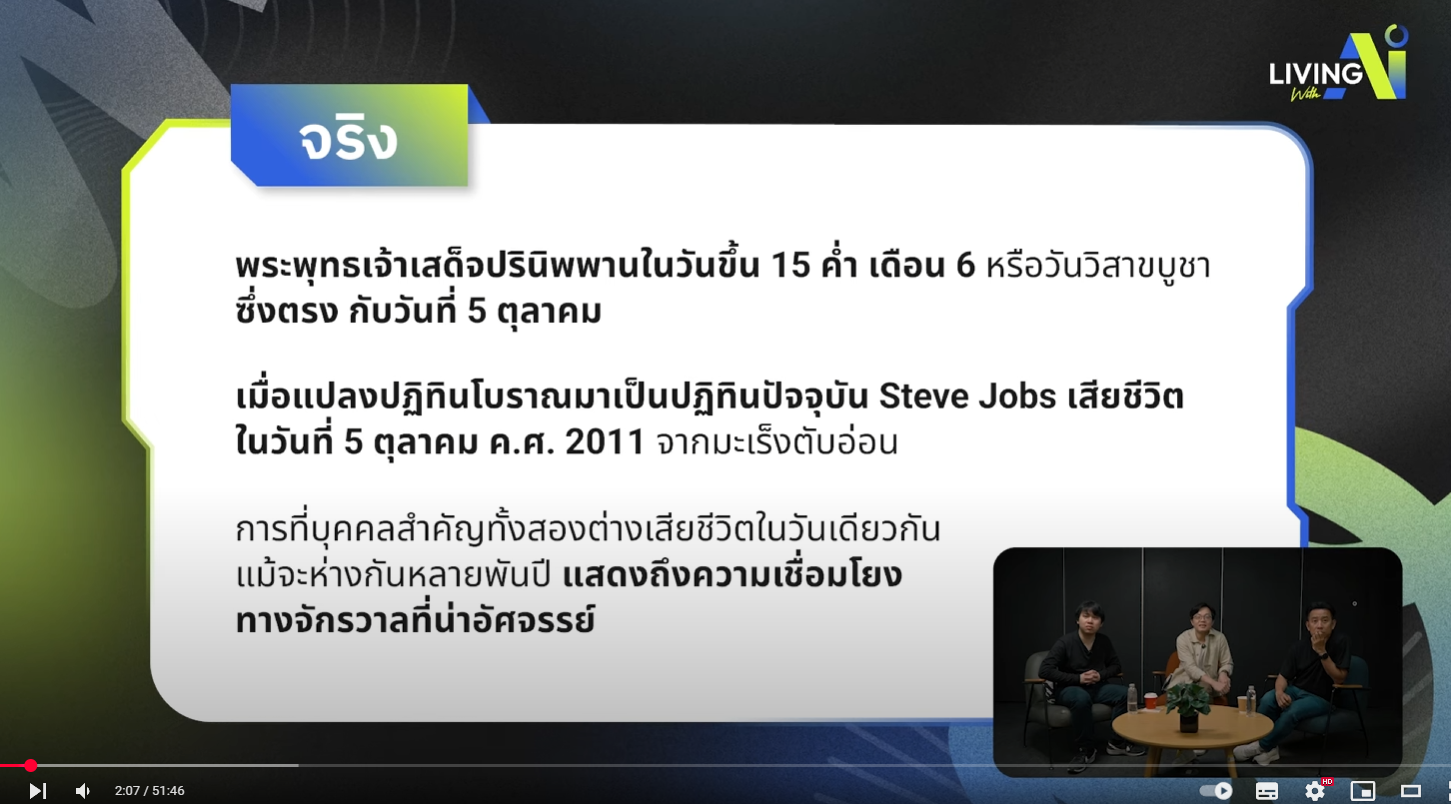 LIVING
With
Ai
จริง
พระพุทธเจ้าเสด็จปรินิพพานในวันขึ้น 15 ค่ำ เดือน 6 หรือวันวิสาขบูชา
ซึ่งตรง กับวันที่ 5 ตุลาคม
เมื่อแปลงปฏิทินโบราณมาเป็นปฏิทินปัจจุบัน Steve Jobs เสียชีวิต
ในวันที่ 5 ตุลาคม ค.ศ. 2011 จากมะเร็งตับอ่อน
การที่บุคคลสำคัญทั้งสองต่างเสียชีวิตในวันเดียวกัน
แม้จะห่างกันหลายพันปี แสดงถึงความเชื่อมโยง
ทางจักรวาลที่น่าอัศจรรย์
2:07 / 51:46
HD